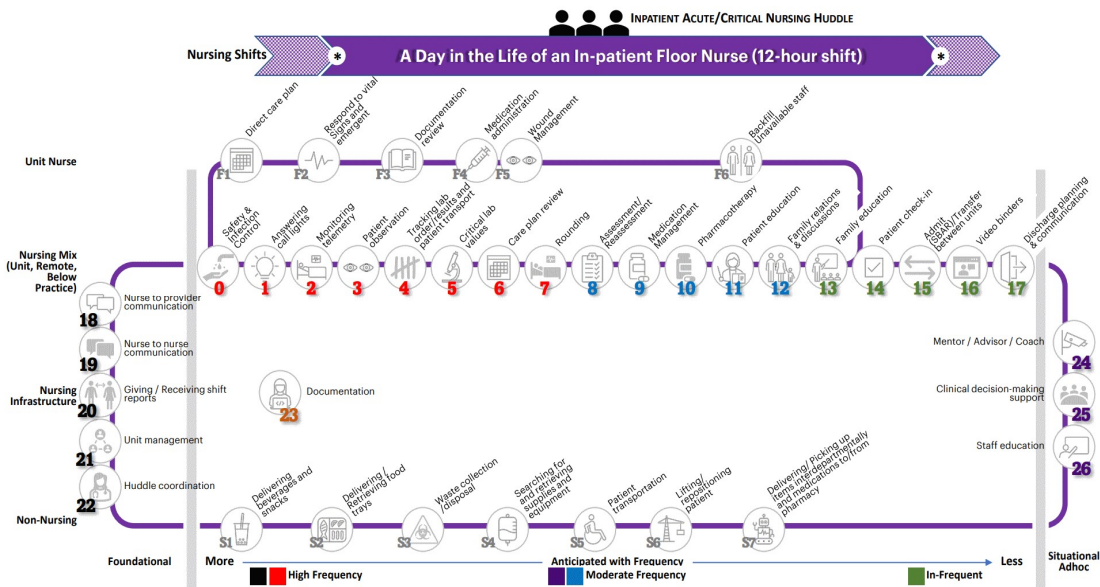 INPATIENT ACUTE/CRITICAL NURSING HUDDLE
Nursing Shifts
*
A Day in the Life of an In-patient Floor Nurse (12-hour shift)
*
Unit Nurse
Direct care plan
F1
Respond to vital
Signs and
emergent
F2
Documentation
review
F3
Medication
administration
F4
Wound
Management
F5
Backfill
Unavailable staff
F6
Nursing Mix
(Unit, Remote,
Below
Practice)
Safety &
Infection
Control
0
Answering
call lights
1
Monitoring
telemetry
2
Patient
observation
3
Tracking lab
order/results and
patient transport
4
Critical lab
values
5
Care plan review
6
Rounding
7
Assessment/
Reassessment
8
Medication
Management
9
Pharmacotherapy
10
Patient education
11
Family relations
& discussions
12
Family education
13
Patient check-in
14
Admit
(SBAR)/Transfer
between units
15
Video binders
16
Discharge planning
& communication
17
Nurse to provider
communication
18
Nurse to nurse
communication
19
Nursing
Infrastructure
Giving / Receiving shift
reports
20
Unit management
21
Huddle coordination
22
Documentation
23
Mentor / Advisor / Coach
24
Clinical decision-making
support
25
Staff education
26
Non-Nursing
Delivering
beverages and
snacks
S1
Delivering /
retrieving food
trays
S2
Waste collection
/disposal
S3
Searching for
and retrieving
supplies and
equipment
S4
Patient
transportation
S5
Lifting/
repositioning
patient
S6
Delivering/ Picking up
items interdepartmentally
and medications to/from
pharmacy
S7
Foundational
More
Anticipated with Frequency
Less
Situational
Adhoc
High Frequency
Moderate Frequency
In-Frequent